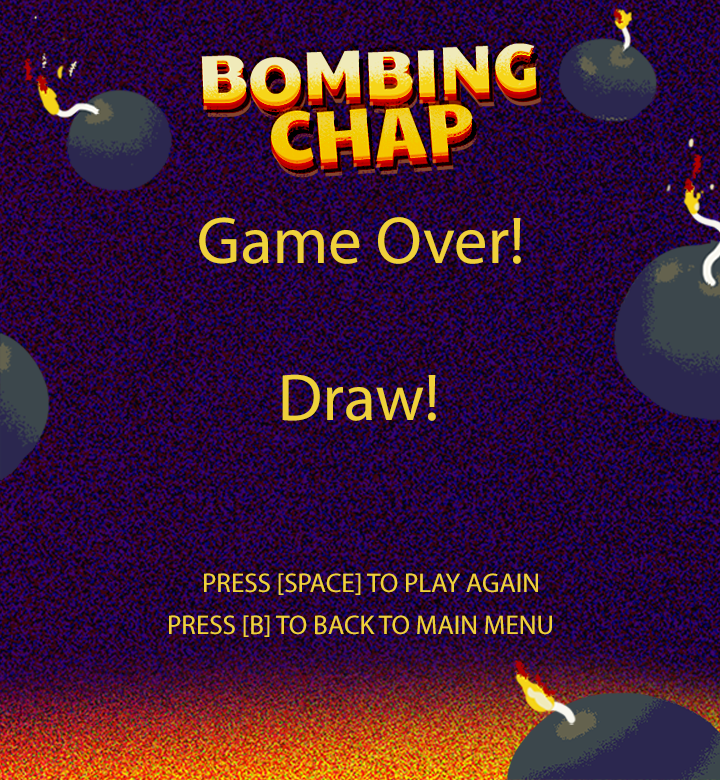 BOMBING
CHAP
Game Over!
Draw!
PRESS [SPACE] TO PLAY AGAIN
PRESS [B] TO BACK TO MAIN MENU